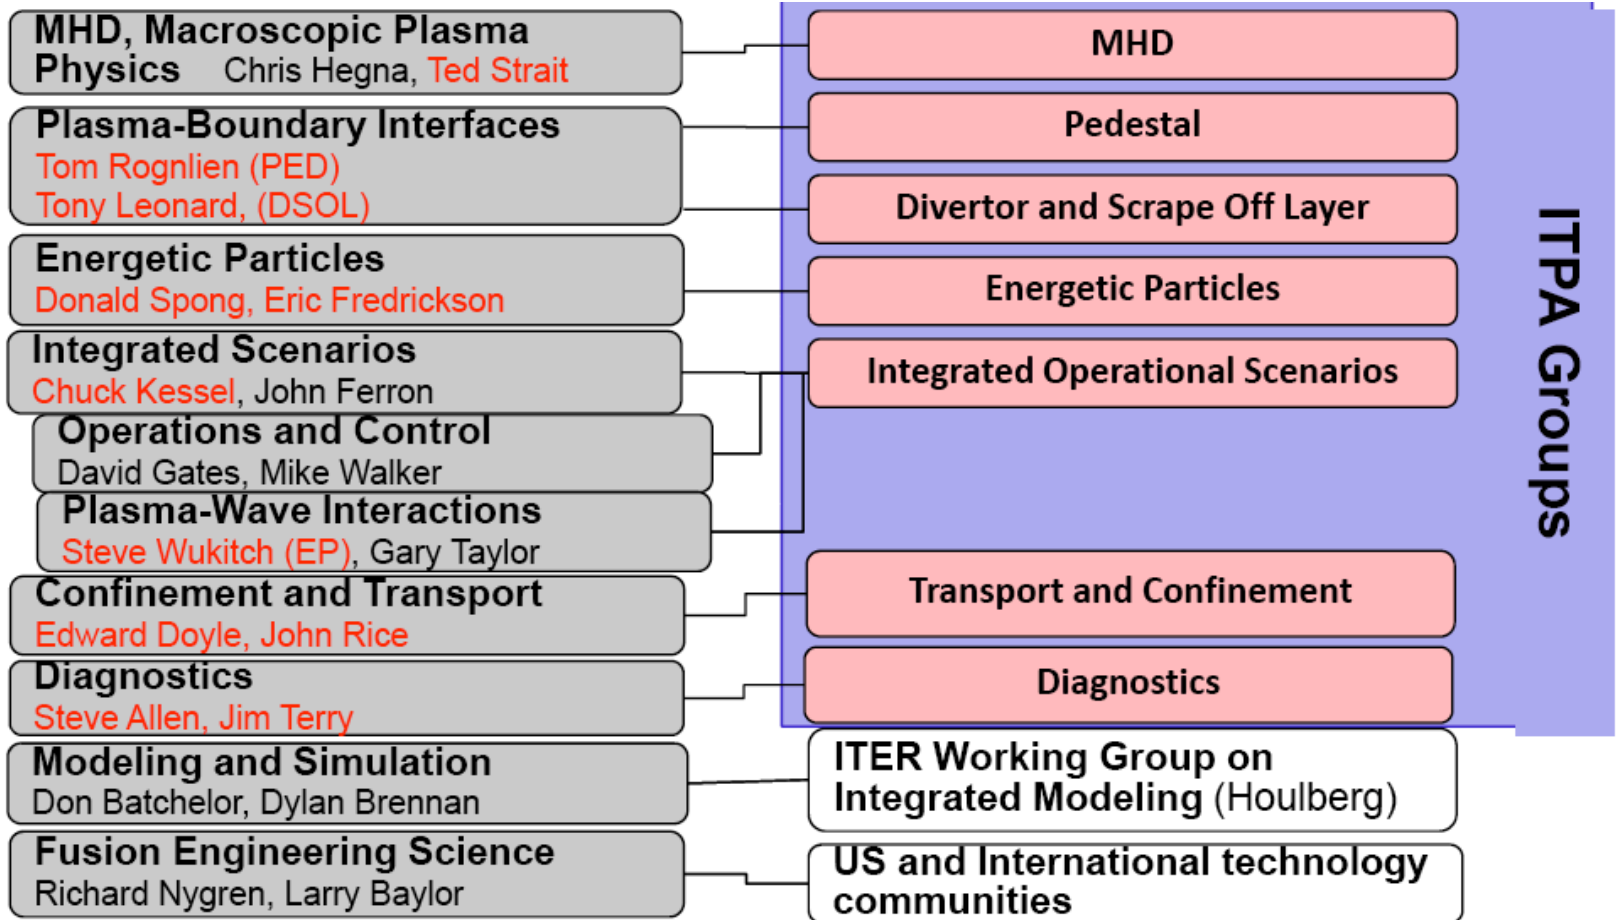 MHD, Macroscopic Plasma
Physics Chris Hegna, Ted Strait
Plasma-Boundary Interfaces
Tom Rognlien (PED)
Tony Leonard, (DSOL)
Energetic Particles
Donald Spong, Eric Fredrickson
Integrated Scenarios
Chuck Kessel, John Ferron
Operations and Control
David Gates, Mike Walker
Plasma-Wave Interactions
Steve Wukitch (EP), Gary Taylor
Confinement and Transport
Edward Doyle, John Rice
Diagnostics
Steve Allen, Jim Terry
Modeling and Simulation
Don Batchelor, Dylan Brennan
Fusion Engineering Science
Richard Nygren, Larry Baylor
MHD
Pedestal
Divertor and Scrape Off Layer
Energetic Particles
Integrated Operational Scenarios
Transport and Confinement
Diagnostics
ITER Working Group on
Integrated Modeling (Houlberg)
US and International technology
communities
ITPA Groups